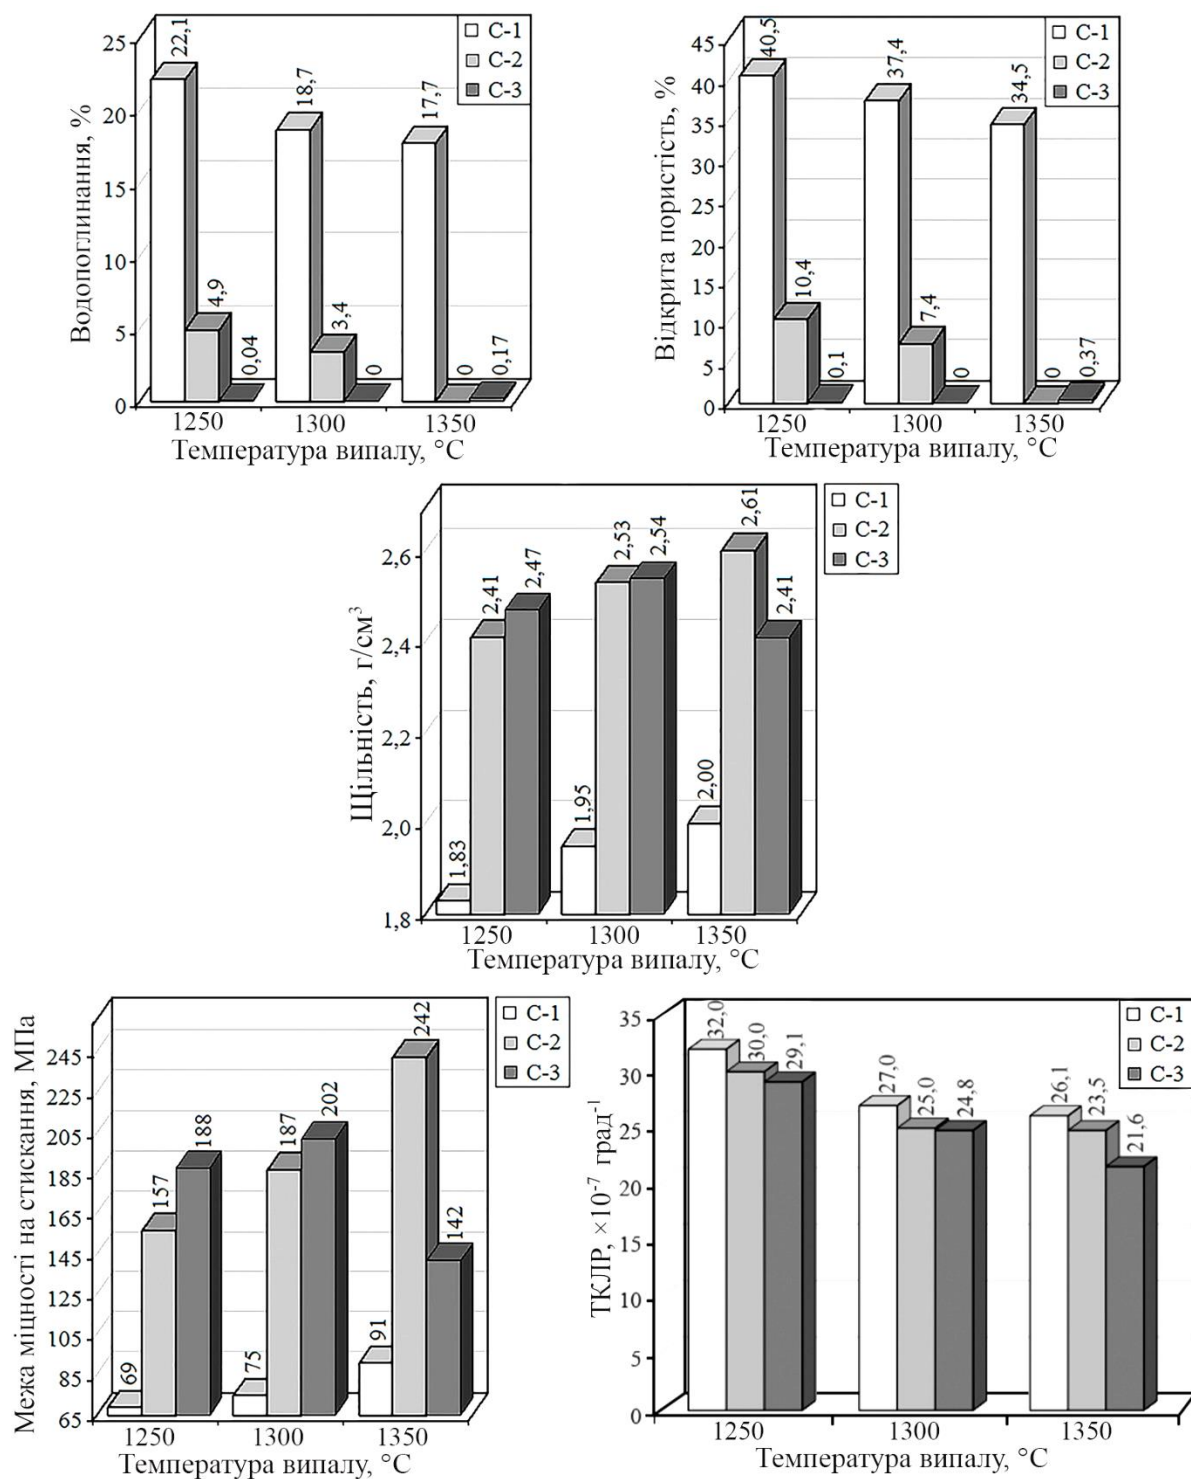 Водопоглинання, %
25
20
15
10
5
0
22,1
4,9
0,04
18,7
3,4
0
17,7
0
0,17
С-1
С-2
С-3
1250 1300 1350
Температура випалу, °С
Відкрита пористість, %
45
40
35
30
25
20
15
10
5
0
40,5
10,4
0,1
37,4
7,4
0
34,5
0
0,37
С-1
С-2
С-3
1250 1300 1350
Температура випалу, °С
Щільність, г/см³
2,6
2,4
2,2
2,0
1,8
1,83
2,41
2,47
1,95
2,53
2,54
2,00
2,61
2,41
С-1
С-2
С-3
1250 1300 1350
Температура випалу, °С
Межа міцності на стискання, МПа
245
225
205
185
165
145
125
105
85
65
69
157
188
75
187
202
91
242
142
С-1
С-2
С-3
1250 1300 1350
Температура випалу, °С
ТКЛР, ×10⁻⁷ град⁻¹
35
30
25
20
15
10
5
0
32,0
30,0
29,1
27,0
25,0
24,8
26,1
23,5
21,6
С-1
С-2
С-3
1250 1300 1350
Температура випалу, °С